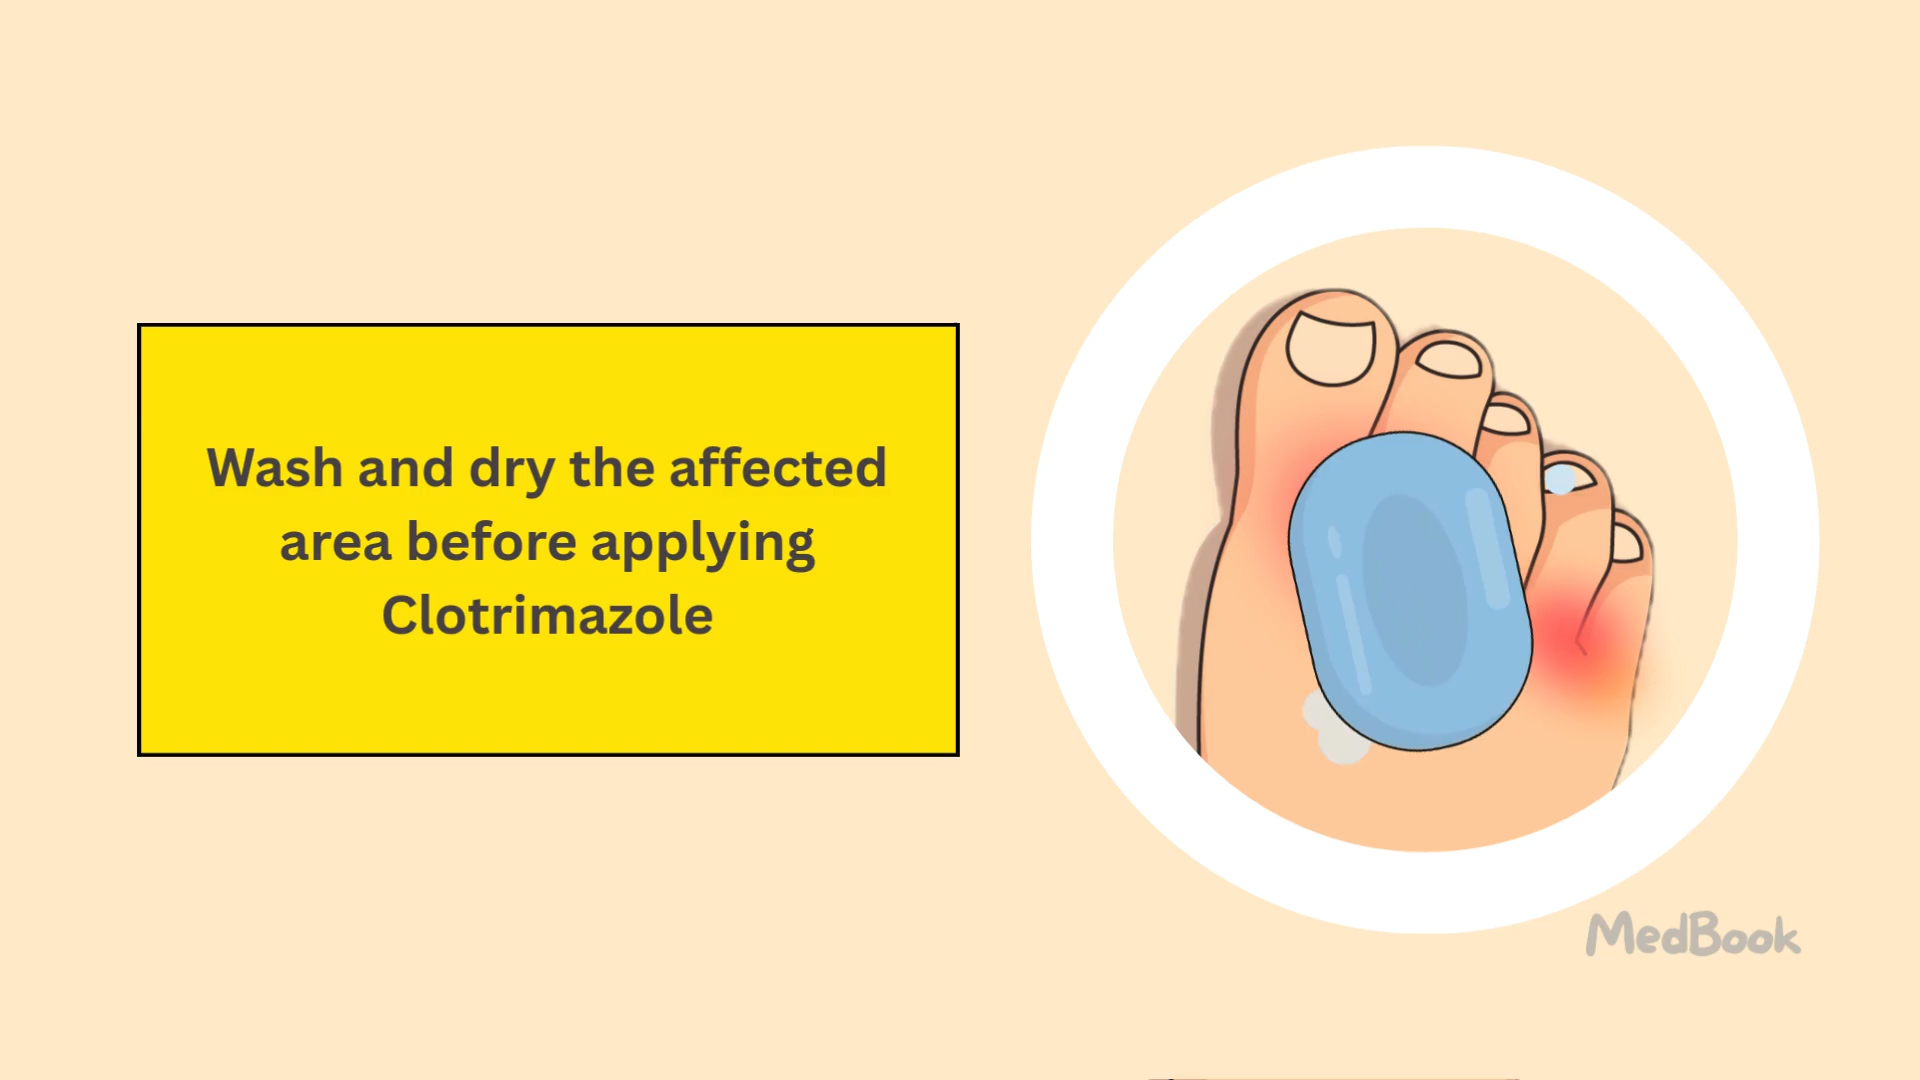 Wash and dry the affected
area before applying
Clotrimazole
MedBook